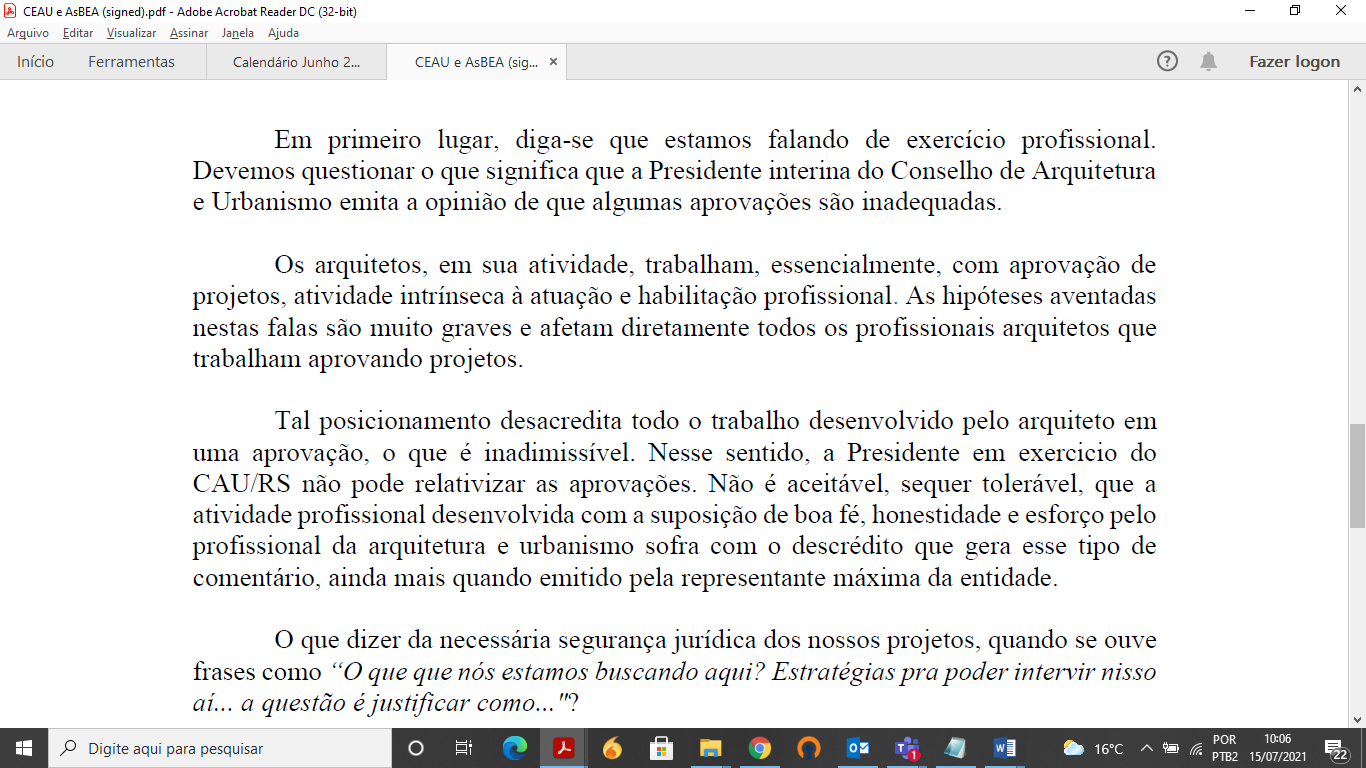 CEAU e AsBEA (signed).pdf - Adobe Acrobat Reader DC (32-bit)
Arquivo Editar Visualizar Assinar Janela Ajuda
Início Ferramentas Calendário Junho 2... CEAU e AsBEA (sig... × Fazer logon
Em primeiro lugar, diga-se que estamos falando de exercício profissional.
Devemos questionar o que significa que a Presidente interina do Conselho de Arquitetura
e Urbanismo emita a opinião de que algumas aprovações são inadequadas.
Os arquitetos, em sua atividade, trabalham, essencialmente, com aprovação de
projetos, atividade intrínseca à atuação e habilitação profissional. As hipóteses aventadas
nestas falas são muito graves e afetam diretamente todos os profissionais arquitetos que
trabalham aprovando projetos.
Tal posicionamento desacredita todo o trabalho desenvolvido pelo arquiteto em
uma aprovação, o que é inadimissível. Nesse sentido, a Presidente em exercicio do
CAU/RS não pode relativizar as aprovações. Não é aceitável, sequer tolerável, que a
atividade profissional desenvolvida com a suposição de boa fé, honestidade e esforço pelo
profissional da arquitetura e urbanismo sofra com o descrédito que gera esse tipo de
comentário, ainda mais quando emitido pela representante máxima da entidade.
O que dizer da necessária segurança jurídica dos nossos projetos, quando se ouve
frases como “O que que nós estamos buscando aqui? Estratégias pra poder intervir nisso
aí... a questão é justificar como..."?
Digite aqui para pesquisar 1 16°C POR 10:06
PTB2 15/07/2021 22